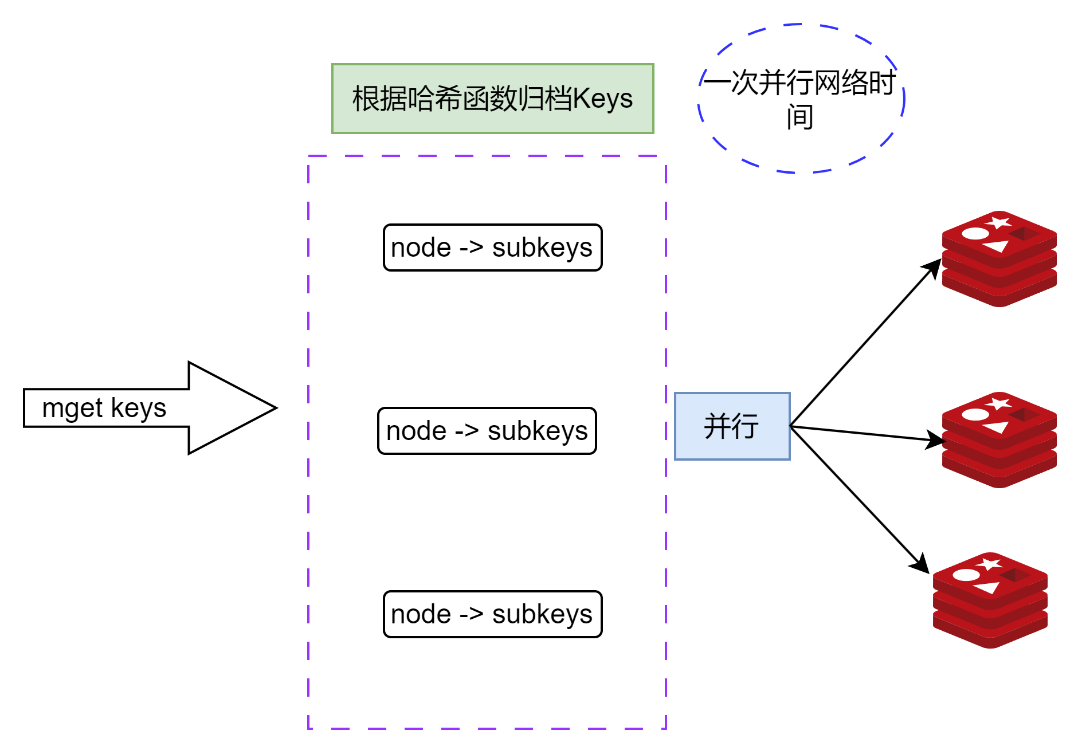 根据哈希函数归档Keys
一次并行网络时
间
node -> subkeys
mget keys
node -> subkeys
并行
node -> subkeys